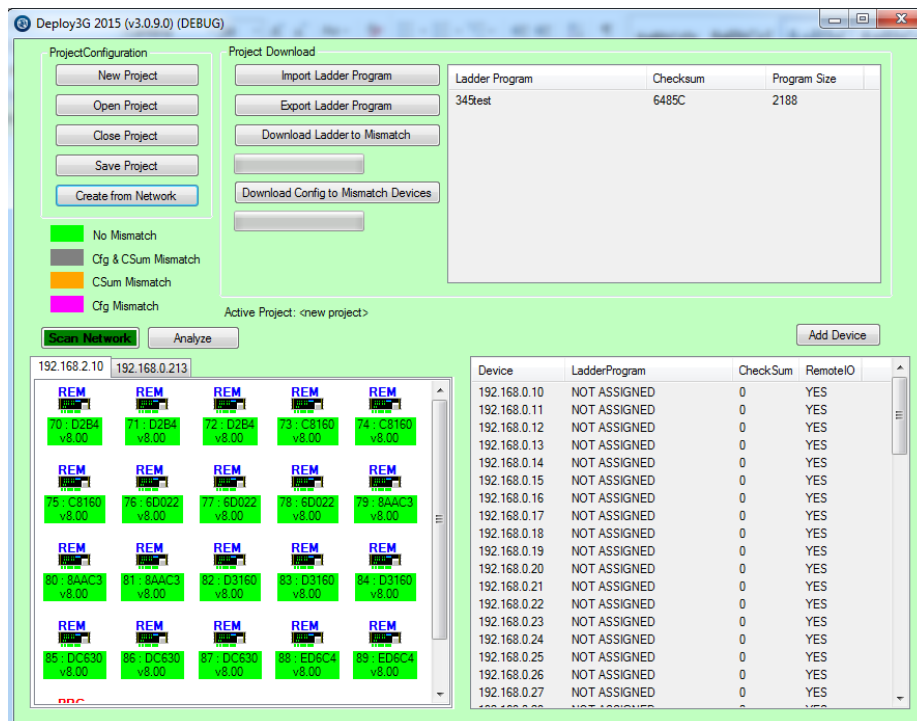 Deploy3G 2015 (v3.0.9.0) (DEBUG)
ProjectConfiguration
New Project
Open Project
Close Project
Save Project
Create from Network
No Mismatch
Cfg & CSum Mismatch
CSum Mismatch
Cfg Mismatch
Project Download
Import Ladder Program
Export Ladder Program
Download Ladder to Mismatch
Download Config to Mismatch Devices
Ladder Program Checksum Program Size
345test 6485C 2188
Active Project: <new project>
Scan Network Analyze
Add Device
192.168.2.10 192.168.0.213
REM REM REM REM REM
70 : D2B4 71 : D2B4 72 : D2B4 73 : C8160 74 : C8160
v8.00 v8.00 v8.00 v8.00 v8.00
REM REM REM REM REM
75 : C8160 76 : 6D022 77 : 6D022 78 : 6D022 79 : 8AAC3
v8.00 v8.00 v8.00 v8.00 v8.00
REM REM REM REM REM
80 : 8AAC3 81 : 8AAC3 82 : D3160 83 : D3160 84 : D3160
v8.00 v8.00 v8.00 v8.00 v8.00
REM REM REM REM REM
85 : DC630 86 : DC630 87 : DC630 88 : ED6C4 89 : ED6C4
v8.00 v8.00 v8.00 v8.00 v8.00
Device LadderProgram CheckSum RemoteIO
192.168.0.10 NOT ASSIGNED 0 YES
192.168.0.11 NOT ASSIGNED 0 YES
192.168.0.12 NOT ASSIGNED 0 YES
192.168.0.13 NOT ASSIGNED 0 YES
192.168.0.14 NOT ASSIGNED 0 YES
192.168.0.15 NOT ASSIGNED 0 YES
192.168.0.16 NOT ASSIGNED 0 YES
192.168.0.17 NOT ASSIGNED 0 YES
192.168.0.18 NOT ASSIGNED 0 YES
192.168.0.19 NOT ASSIGNED 0 YES
192.168.0.20 NOT ASSIGNED 0 YES
192.168.0.21 NOT ASSIGNED 0 YES
192.168.0.22 NOT ASSIGNED 0 YES
192.168.0.23 NOT ASSIGNED 0 YES
192.168.0.24 NOT ASSIGNED 0 YES
192.168.0.25 NOT ASSIGNED 0 YES
192.168.0.26 NOT ASSIGNED 0 YES
192.168.0.27 NOT ASSIGNED 0 YES